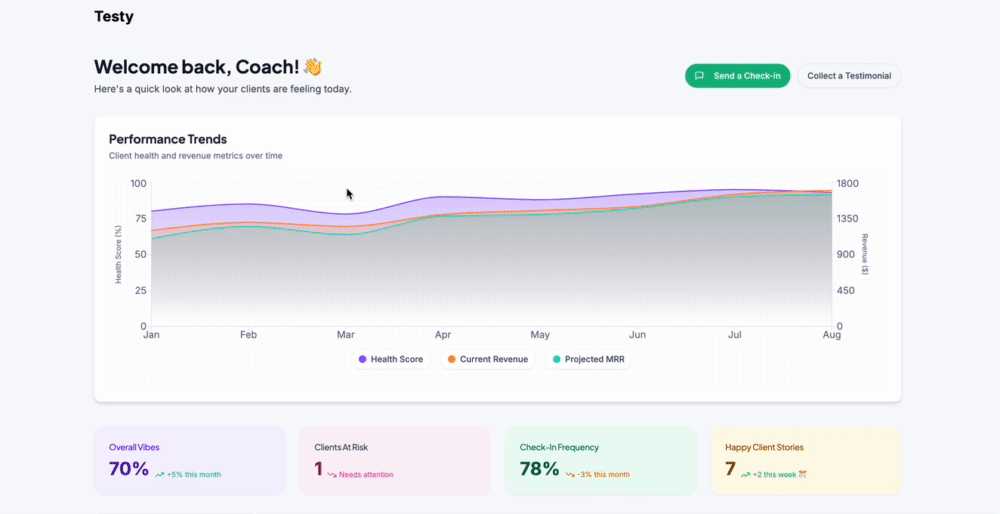 Testy
Welcome back, Coach! 👋
Here's a quick look at how your clients are feeling today.
Send a Check-in
Collect a Testimonial
Performance Trends
Client health and revenue metrics over time
100
75
50
25
0
Health Score (%)
1800
1350
900
450
0
Revenue ($)
Jan Feb Mar Apr May Jun Jul Aug
Health Score Current Revenue Projected MRR
Overall Vibes
70% +5% this month
Clients At Risk
1 Needs attention
Check-In Frequency
78% -3% this month
Happy Client Stories
7 +2 this week